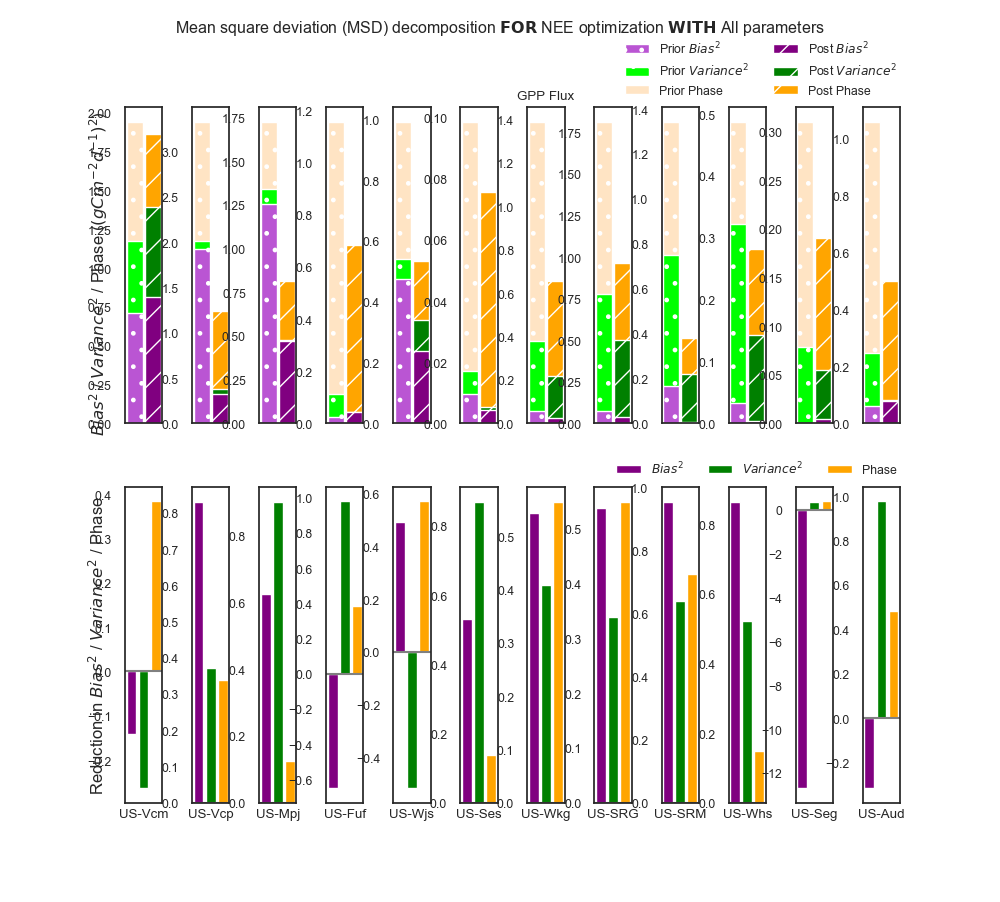 Mean square deviation (MSD) decomposition FOR NEE optimization WITH All parameters
Prior Bias² Post Bias²
Prior Variance² Post Variance²
Prior Phase Post Phase
GPP Flux
Bias² Variance² / Phase (gCm⁻²d⁻¹)²
2.00 1.75
3.0 2.5 2.0 1.5 1.0 0.5 0.0
1.75 1.50 1.25 1.00 0.75 0.50 0.25 0.00
1.2 1.0 0.8 0.6 0.4 0.2 0.0
1.0 0.8 0.6 0.4 0.2 0.0
0.10 0.08 0.06 0.04 0.02 0.00
1.4 1.2 1.0 0.8 0.6 0.4 0.2 0.0
1.75 1.50 1.25 1.00 0.75 0.50 0.25 0.00
1.4 1.2 1.0 0.8 0.6 0.4 0.2 0.0
0.5 0.4 0.3 0.2 0.1 0.0
0.30 0.25 0.20 0.15 0.10 0.05 0.00
1.0 0.8 0.6 0.4 0.2 0.0
Bias² Variance² Phase
Reduction in Bias² / Variance² / Phase
0.4
0.8 0.7 0.6 0.5 0.4 0.3 0.2 0.1 0.0
0.8 0.6 0.4 0.2 0.0
1.0 0.8 0.6 0.4 0.2 0.0 −0.2 −0.4 −0.6
0.6 0.4 0.2 0.0 −0.2 −0.4
0.8 0.6 0.4 0.2 0.0
0.5 0.4 0.3 0.2 0.1 0.0
0.5 0.4 0.3 0.2 0.1 0.0
1.0 0.8 0.6 0.4 0.2 0.0
0.8 0.6 0.4 0.2 0.0
0 −2 −4 −6 −8 −10 −12
1.0 0.8 0.6 0.4 0.2 0.0 −0.2
US-Vcm US-Vcp US-Mpj US-Fuf US-Wjs US-Ses US-Wkg US-SRG US-SRM US-Whs US-Seg US-Aud